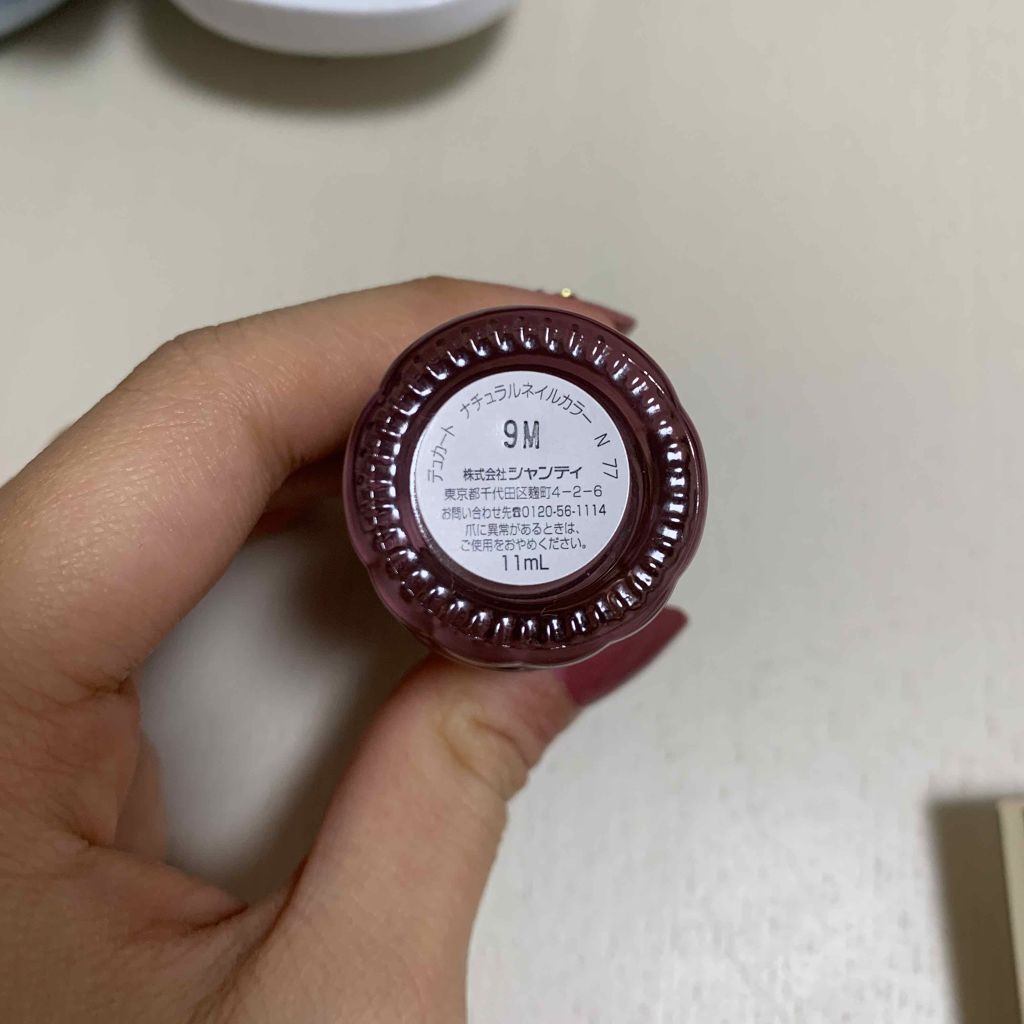 デュカート ナチュラルネイルカラー N 77
9M
株式会社シャンティ
東京都千代田区麹町4-2-6
お問い合わせ先☎0120-56-1114
爪に異常があるときは、
ご使用をおやめください。
11mL